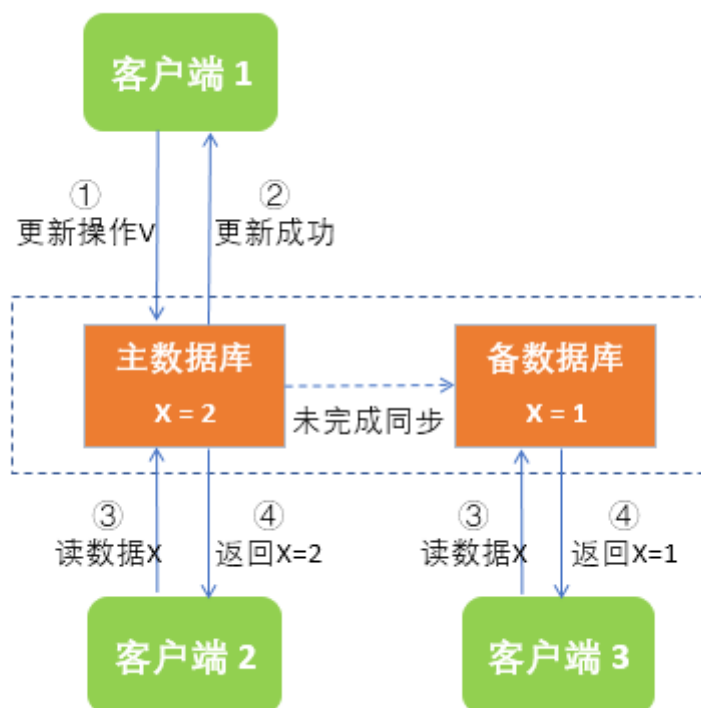 客户端 1
①
更新操作V
②
更新成功
主数据库
X = 2
未完成同步
备数据库
X = 1
③
读数据X
④
返回X=2
③
读数据X
④
返回X=1
客户端 2
客户端 3